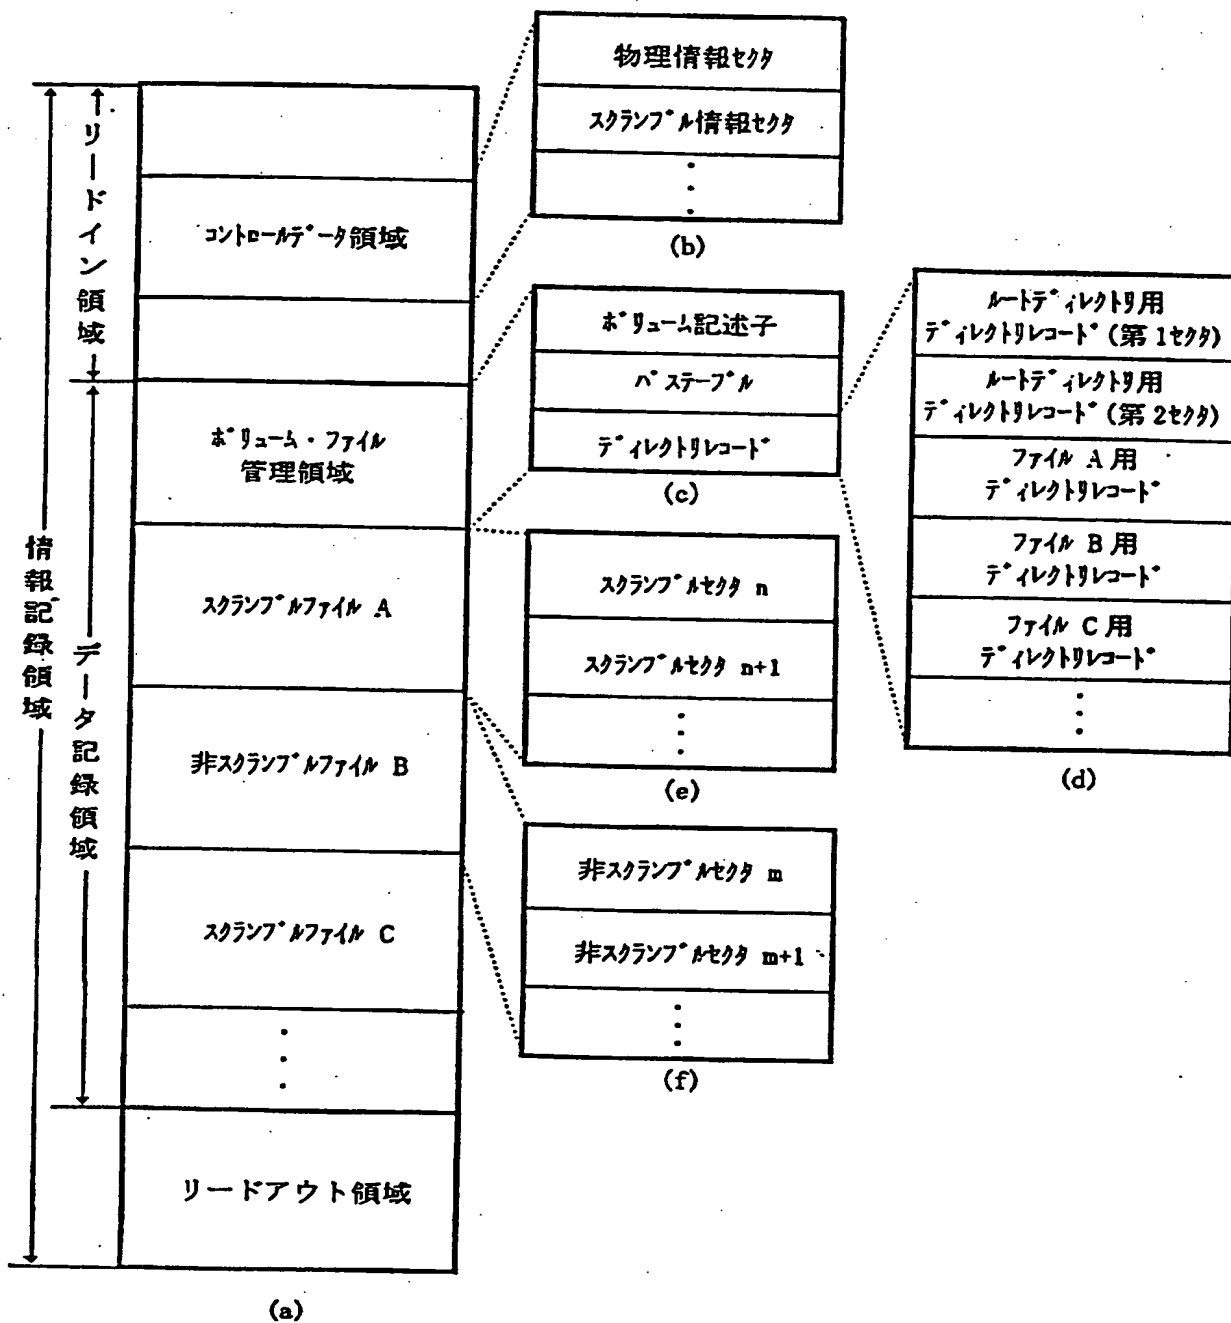 情報記録領域
リードイン領域
データ記録領域
コントロールデータ領域
ボリューム・ファイル
管理領域
スクランブルファイル A
非スクランブルファイル B
スクランブルファイル C
リードアウト領域
(a)
物理情報セクタ
スクランブル情報セクタ
(b)
ボリューム記述子
パステーブル
ディレクトリレコード
(c)
ルートディレクトリ用
ディレクトリレコード(第1セクタ)
ルートディレクトリ用
ディレクトリレコード(第2セクタ)
ファイル A 用
ディレクトリレコード
ファイル B 用
ディレクトリレコード
ファイル C 用
ディレクトリレコード
(d)
スクランブルセクタ n
スクランブルセクタ n+1
(e)
非スクランブルセクタ m
非スクランブルセクタ m+1
(f)